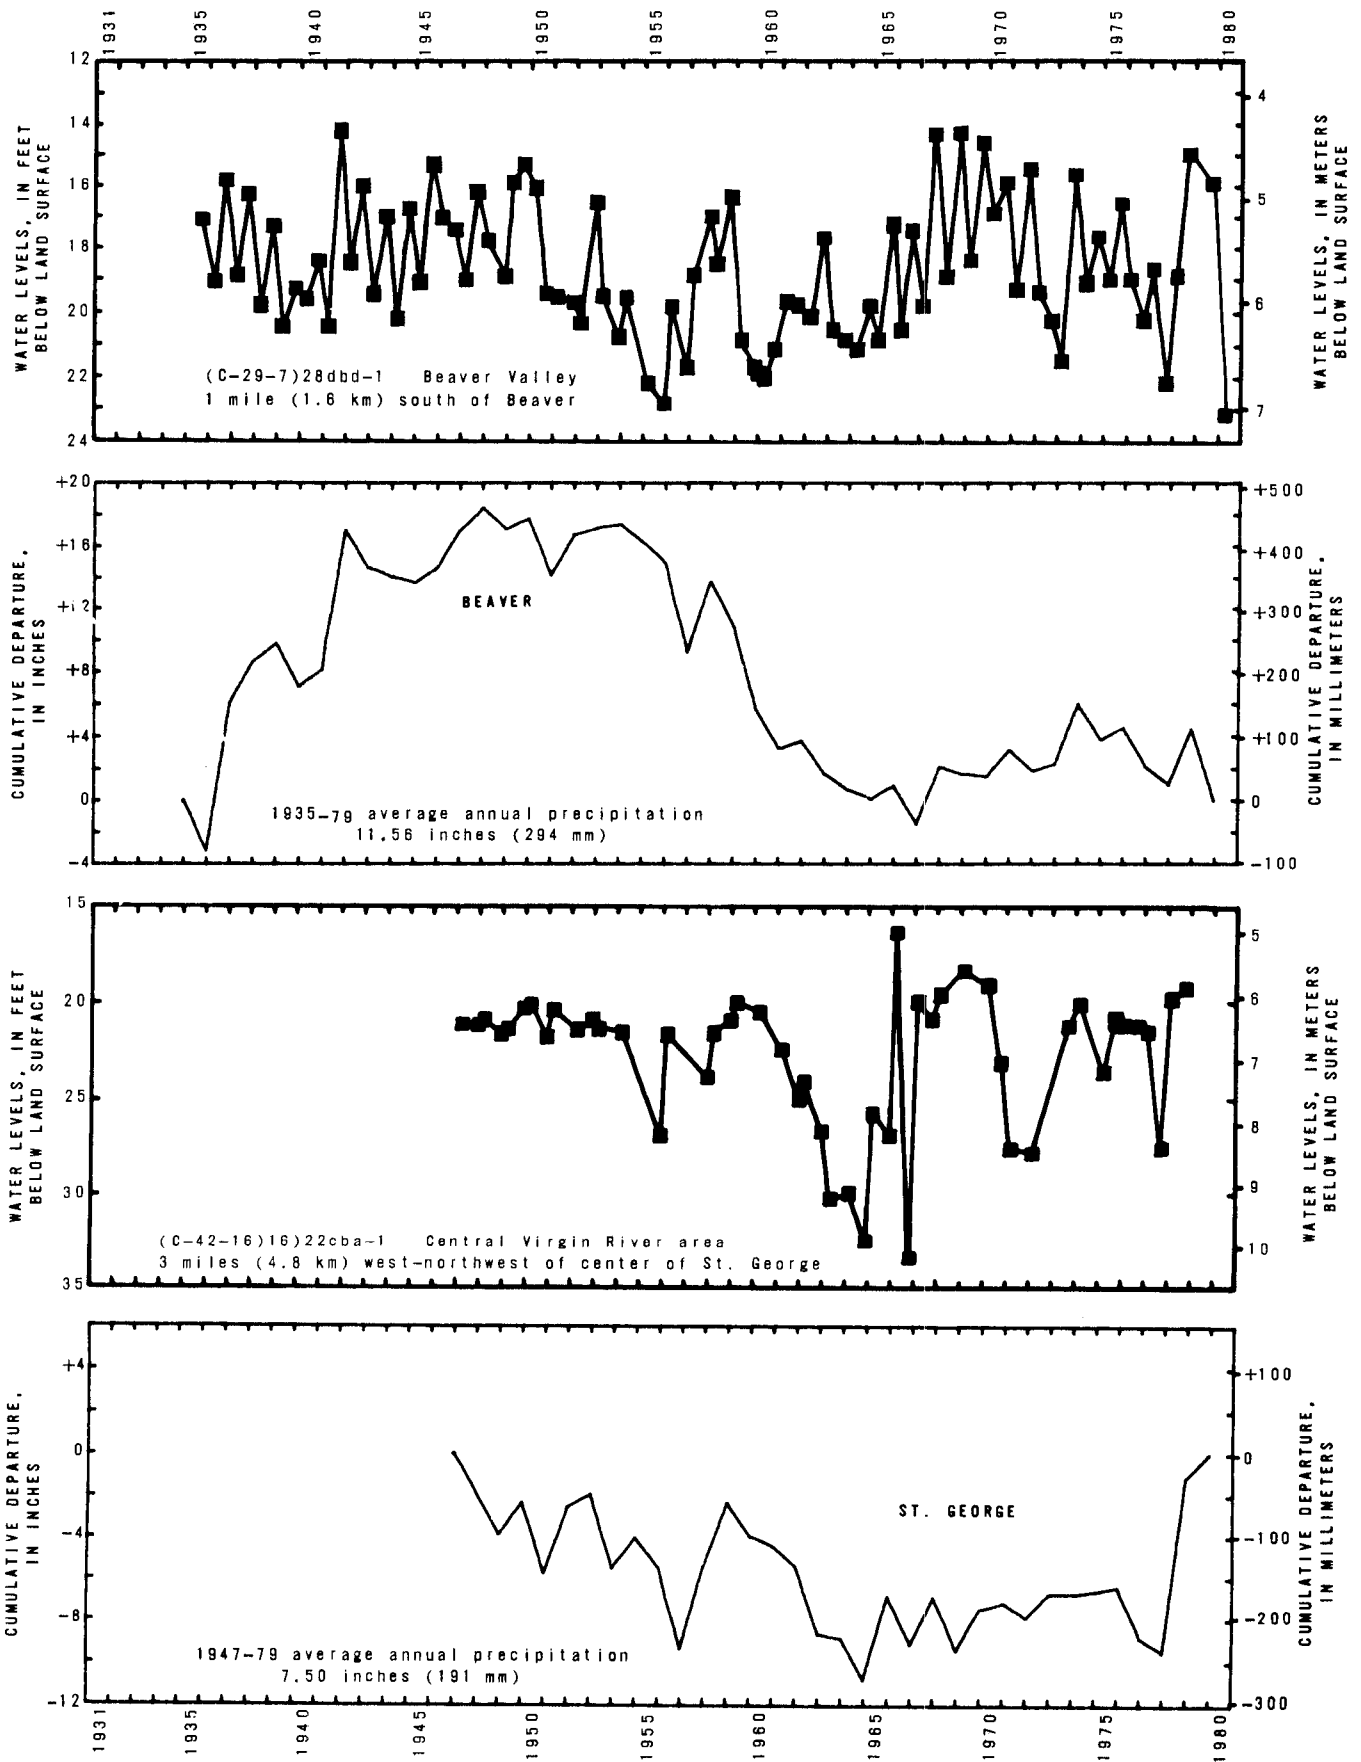 1931 1935 1940 1945 1950 1955 1960 1965 1970 1975 1980
WATER LEVELS, IN FEET
BELOW LAND SURFACE
12
14
16
18
20
22
24
4
5
6
7
WATER LEVELS, IN METERS
BELOW LAND SURFACE
(C-29-7)28dbd-1 Beaver Valley
1 mile (1.6 km) south of Beaver
CUMULATIVE DEPARTURE,
IN INCHES
+20
+16
+12
+8
+4
0
-4
+500
+400
+300
+200
+100
0
-100
CUMULATIVE DEPARTURE,
IN MILLIMETERS
BEAVER
1935-79 average annual precipitation
11.56 inches (294 mm)
WATER LEVELS, IN FEET
BELOW LAND SURFACE
15
20
25
30
35
5
6
7
8
9
10
WATER LEVELS, IN METERS
BELOW LAND SURFACE
(C-42-16)16)22cba-1 Central Virgin River area
3 miles (4.8 km) west-northwest of center of St. George
CUMULATIVE DEPARTURE,
IN INCHES
+4
0
-4
-8
-12
+100
0
-100
-200
-300
CUMULATIVE DEPARTURE,
IN MILLIMETERS
ST. GEORGE
1947-79 average annual precipitation
7.50 inches (191 mm)
1931 1935 1940 1945 1950 1955 1960 1965 1970 1975 1980